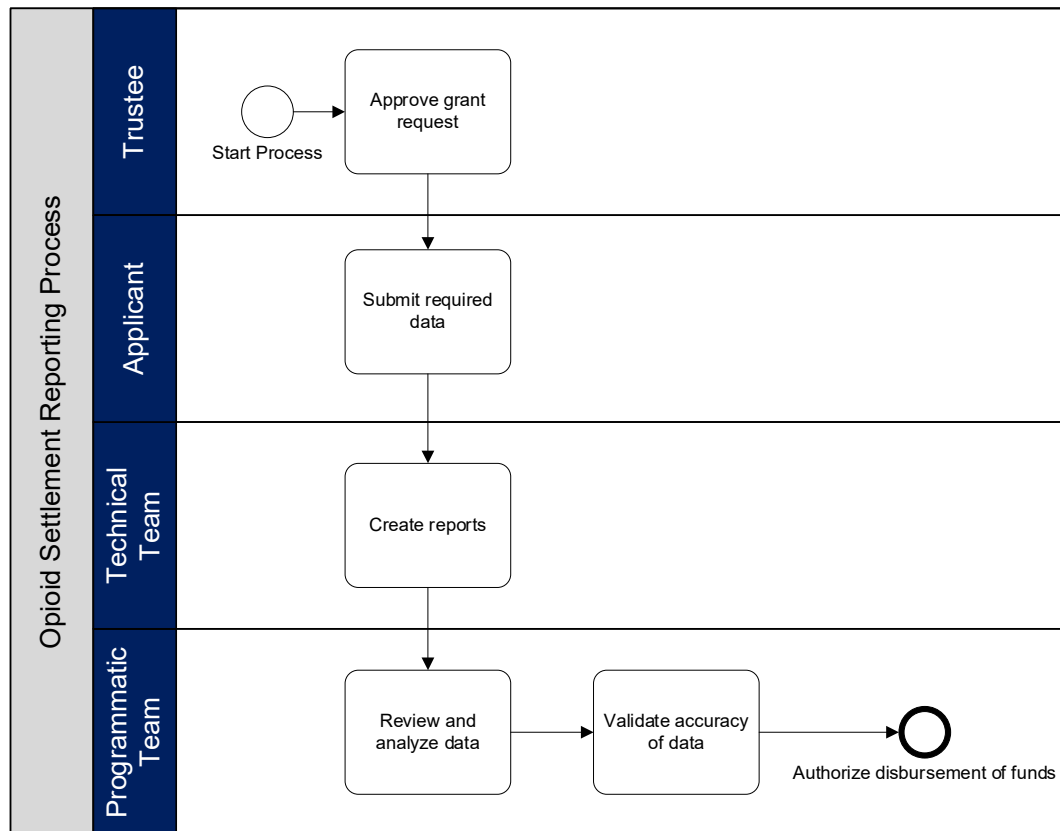 Opioid Settlement Reporting Process
Trustee
Start Process
Approve grant
request
Applicant
Submit required
data
Technical
Team
Create reports
Programmatic
Team
Review and
analyze data
Validate accuracy
of data
Authorize disbursement of funds